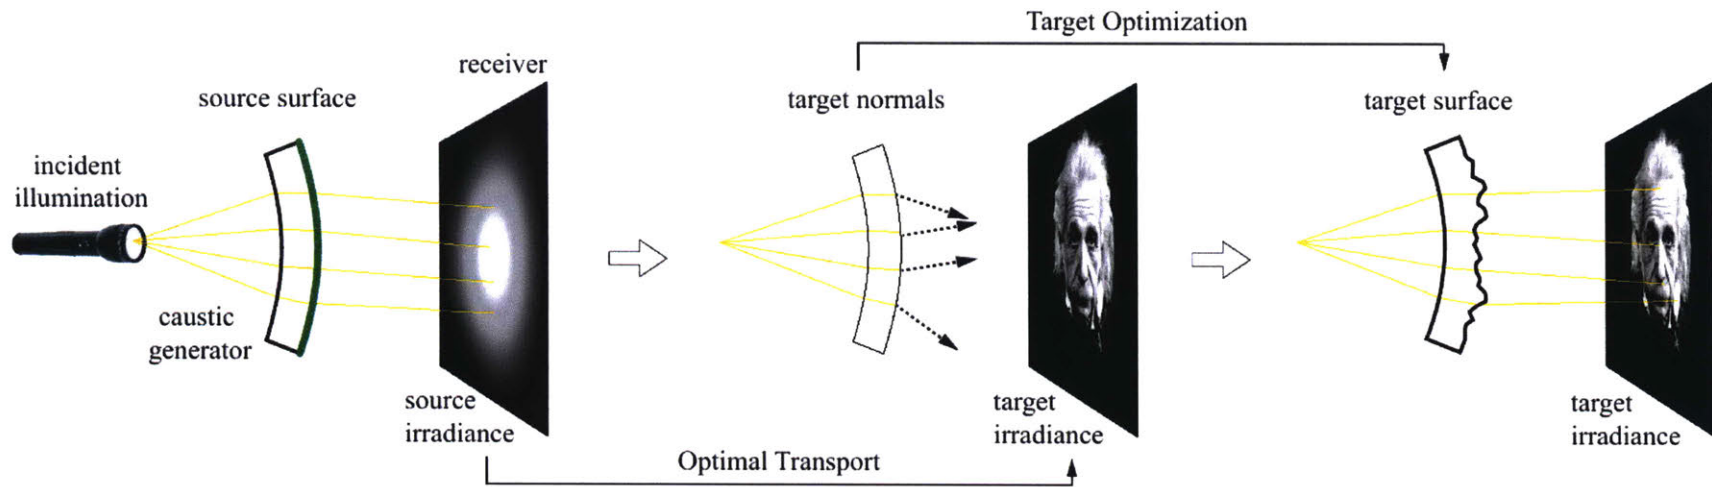 Target Optimization
receiver
source surface
target normals
target surface
incident
illumination
caustic
generator
source
irradiance
target
irradiance
target
irradiance
Optimal Transport